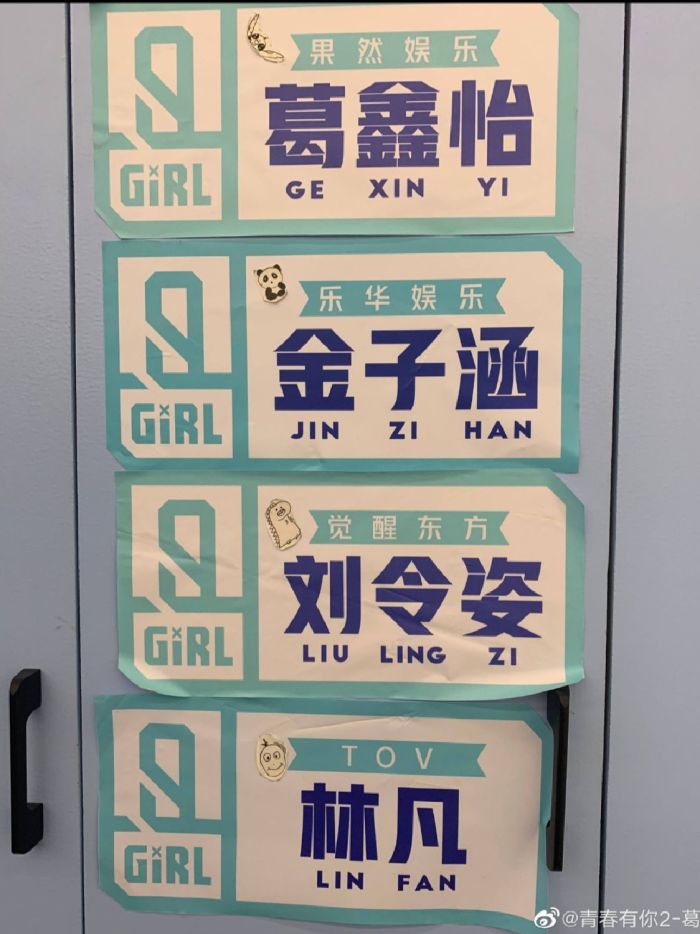 果然娱乐
葛鑫怡
GE XIN YI
GiRL
乐华娱乐
金子涵
JIN ZI HAN
GiRL
觉醒东方
刘令姿
LIU LING ZI
GiRL
TOV
林凡
LIN FAN
GiRL
@青春有你2-葛